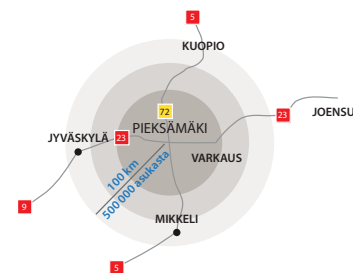 5
KUOPIO
72
PIEKSÄMÄKI
23
23
JOENSU
JYVÄSKYLÄ
VARKAUS
100 km
500 000 asukasta
9
MIKKELI
5